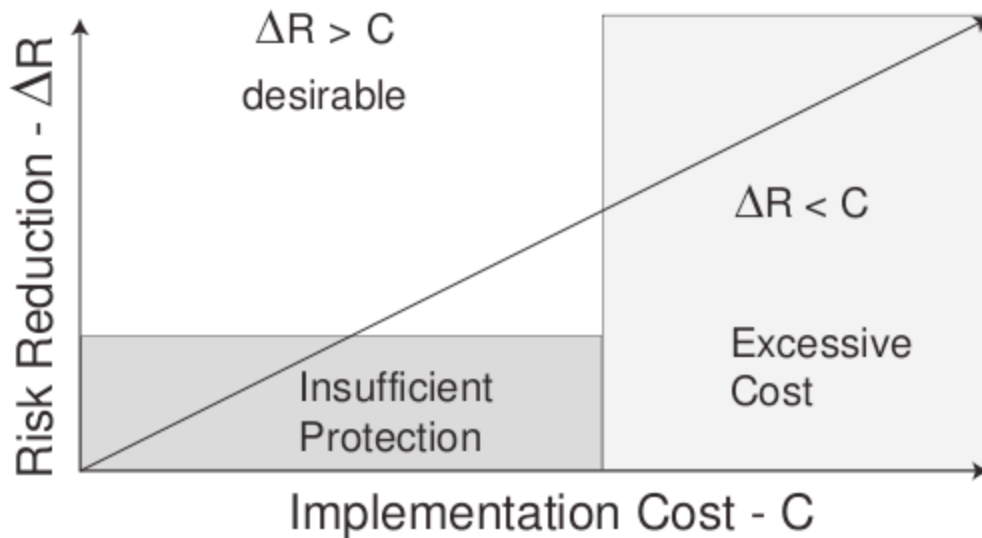 ΔR > C
desirable
Risk Reduction - ΔR
ΔR < C
Excessive
Cost
Insufficient
Protection
Implementation Cost - C